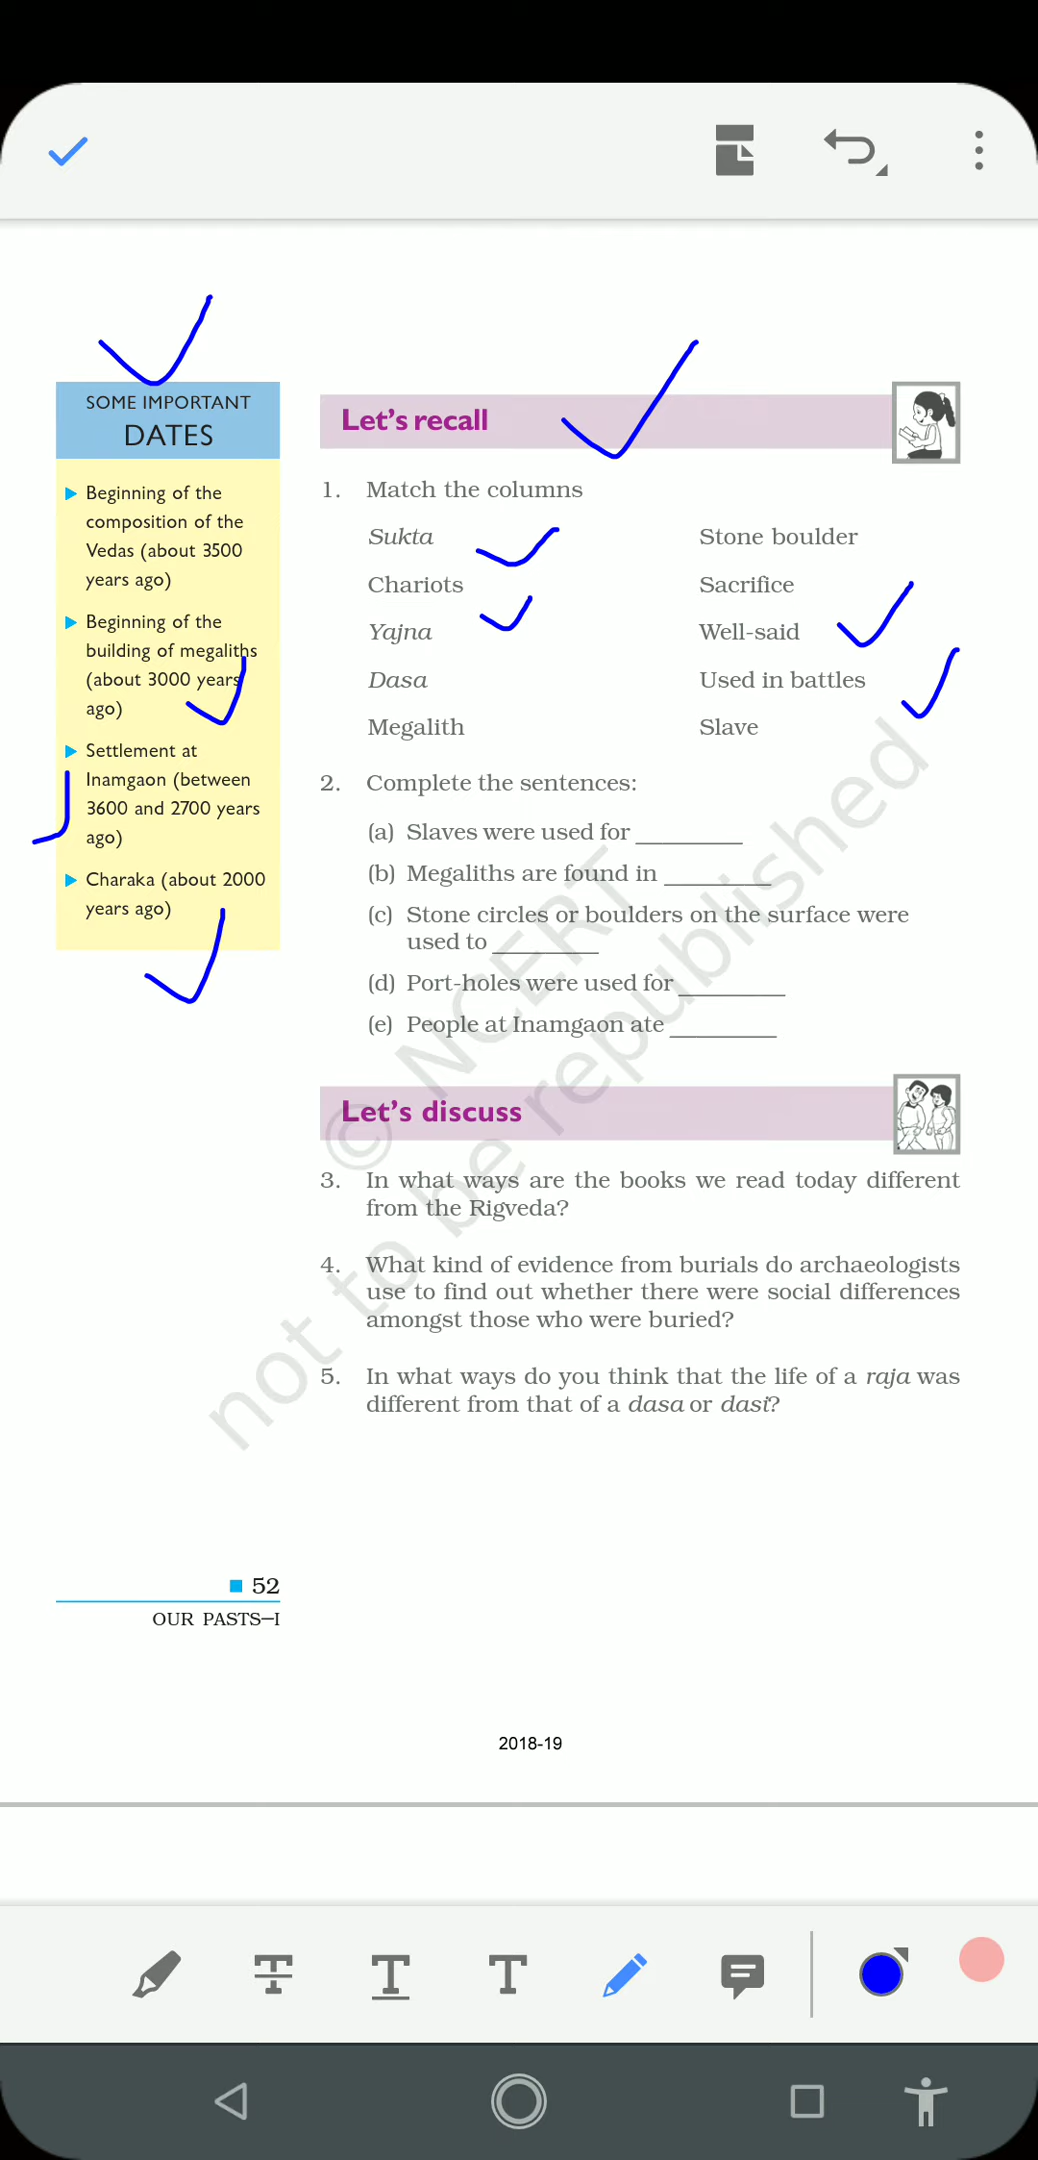 SOME IMPORTANT
DATES
Beginning of the
composition of the
Vedas (about 3500
years ago)
Beginning of the
building of megaliths
(about 3000 years
ago)
Settlement at
Inamgaon (between
3600 and 2700 years
ago)
Charaka (about 2000
years ago)
Let's recall
1. Match the columns
Sukta Stone boulder
Chariots Sacrifice
Yajna Well-said
Dasa Used in battles
Megalith Slave
2. Complete the sentences:
(a) Slaves were used for ________
(b) Megaliths are found in ________
(c) Stone circles or boulders on the surface were
used to ________
(d) Port-holes were used for ________
(e) People at Inamgaon ate ________
Let's discuss
3. In what ways are the books we read today different
from the Rigveda?
4. What kind of evidence from burials do archaeologists
use to find out whether there were social differences
amongst those who were buried?
5. In what ways do you think that the life of a raja was
different from that of a dasa or dasi?
© NCERT
not to be republished
52
OUR PASTS—I
2018-19